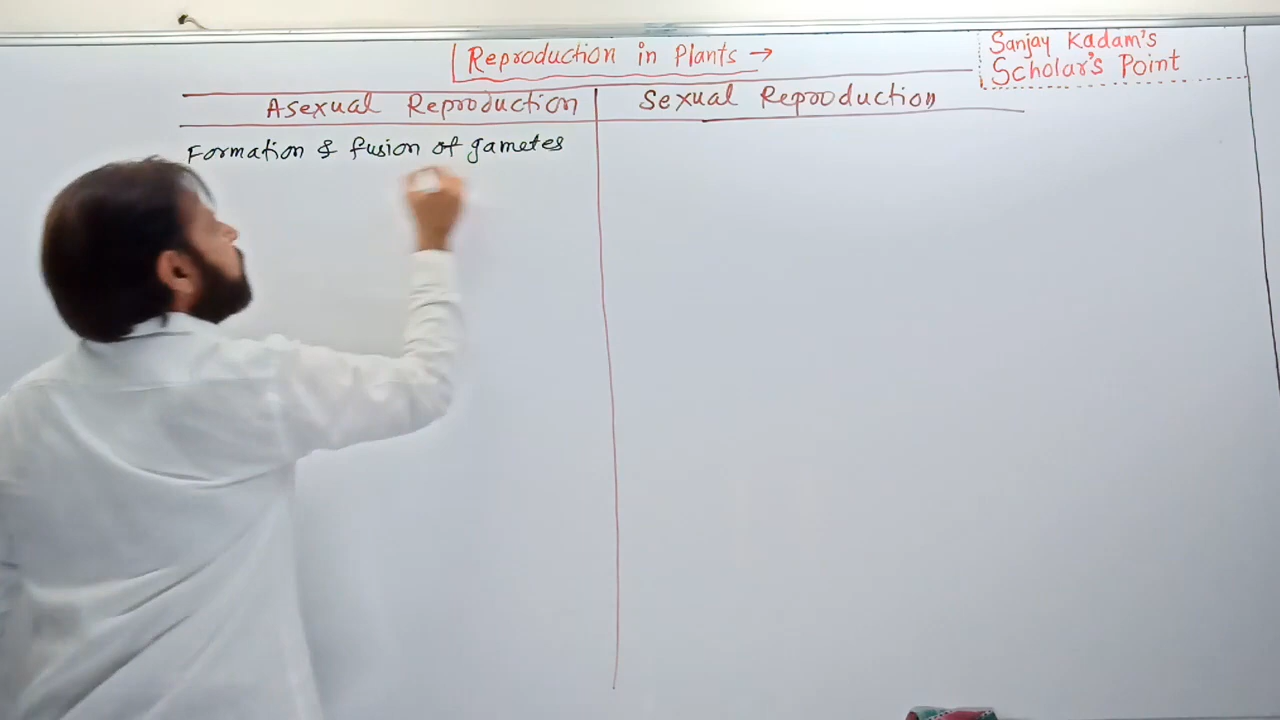 Reproduction in Plants →
Sanjay Kadam's
Scholar's Point
Asexual Reproduction
Sexual Reproduction
Formation & fusion of gametes